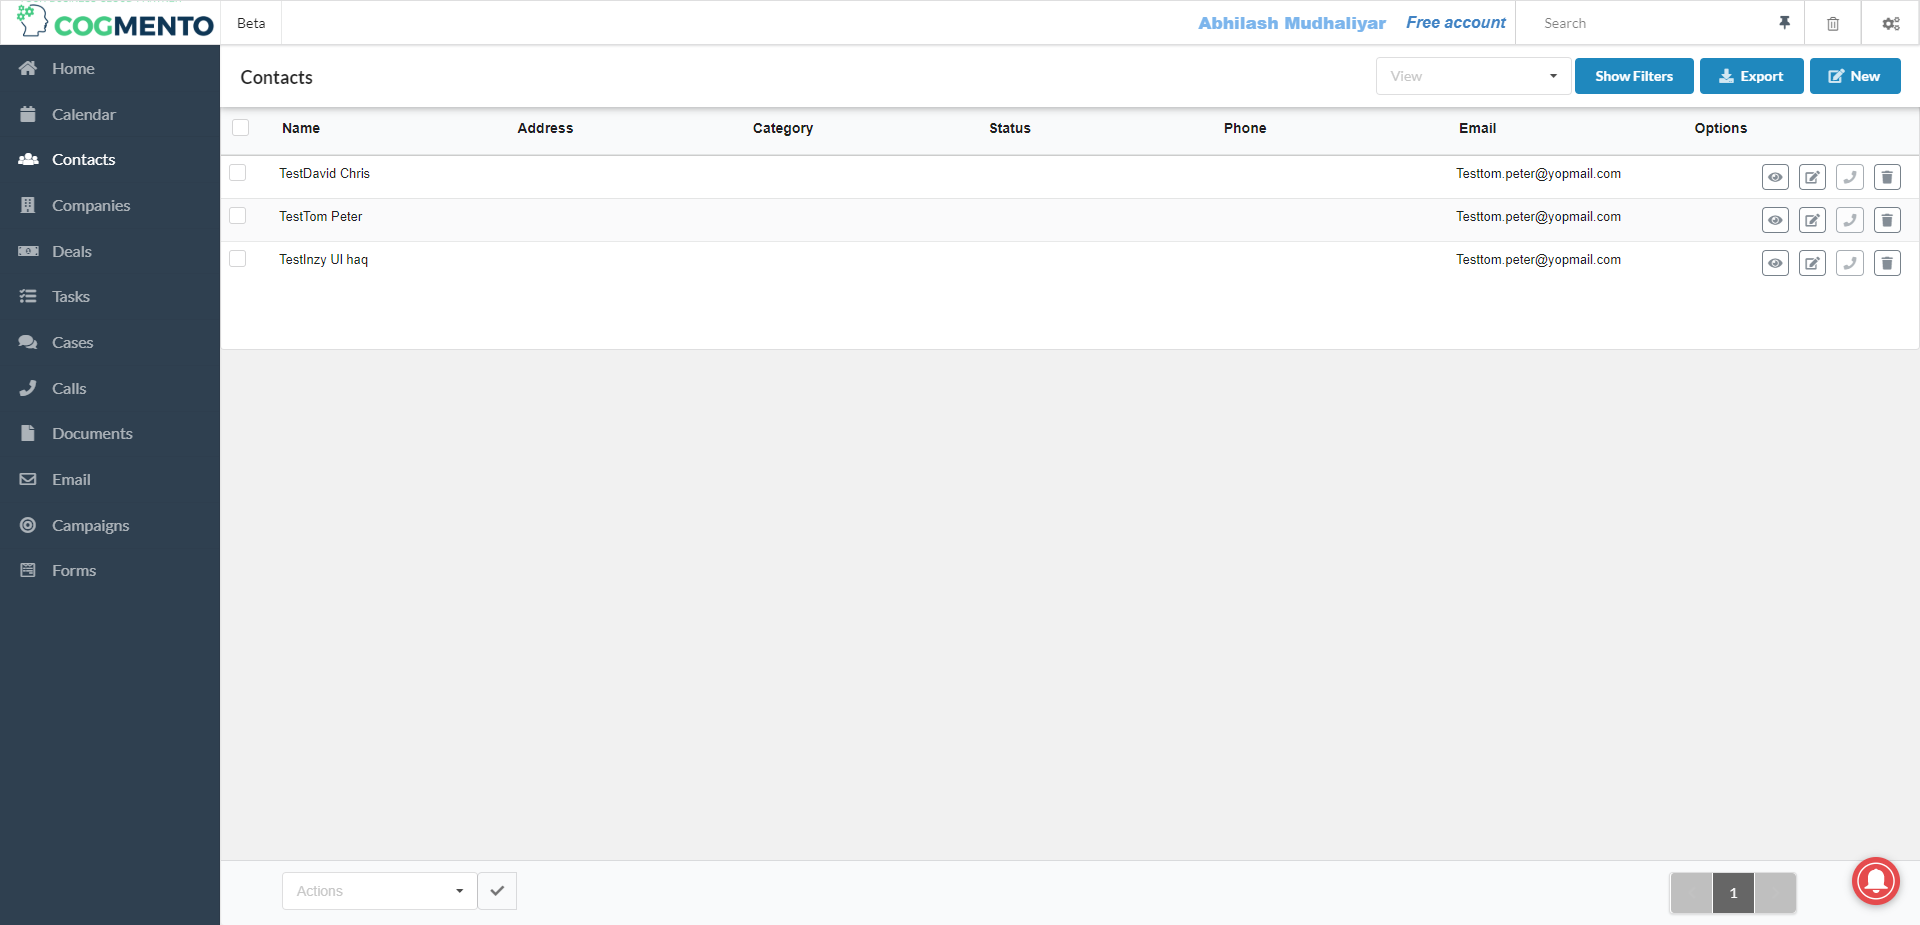 COGMENTO
Beta
Abhilash Mudhaliyar
Free account
Search
Home
Calendar
Contacts
Companies
Deals
Tasks
Cases
Calls
Documents
Email
Campaigns
Forms
Contacts
View
Show Filters
Export
New
Name Address Category Status Phone Email Options
TestDavid Chris Testtom.peter@yopmail.com
TestTom Peter Testtom.peter@yopmail.com
TestInzy Ul haq Testtom.peter@yopmail.com
Actions
1